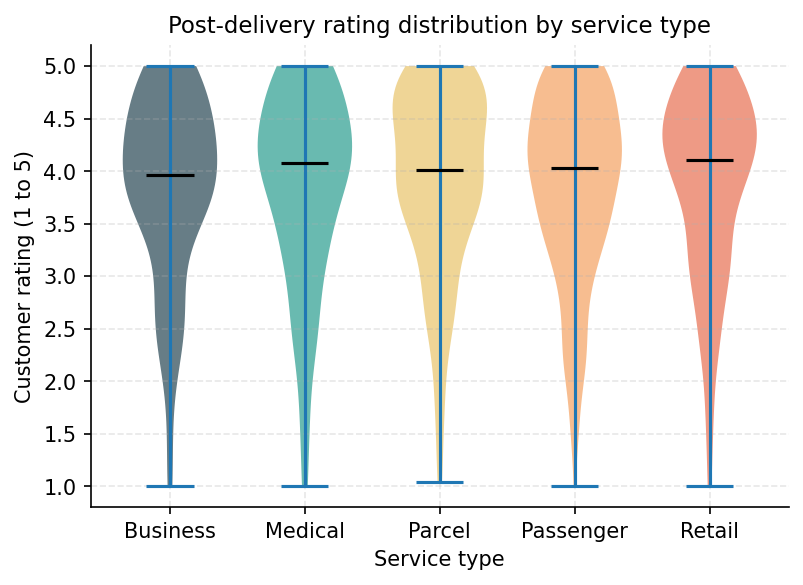 Post-delivery rating distribution by service type
Customer rating (1 to 5)
5.0
4.5
4.0
3.5
3.0
2.5
2.0
1.5
1.0
Business Medical Parcel Passenger Retail
Service type